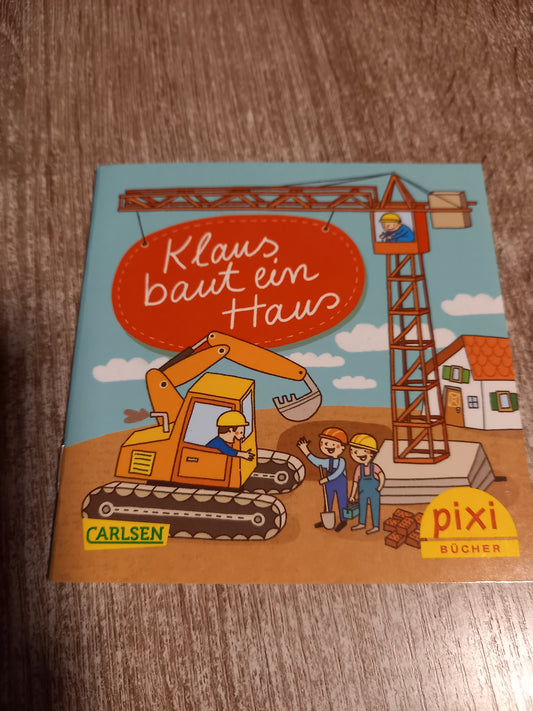 Klaus
baut ein
Haus
CARLSEN
pixi
BÜCHER